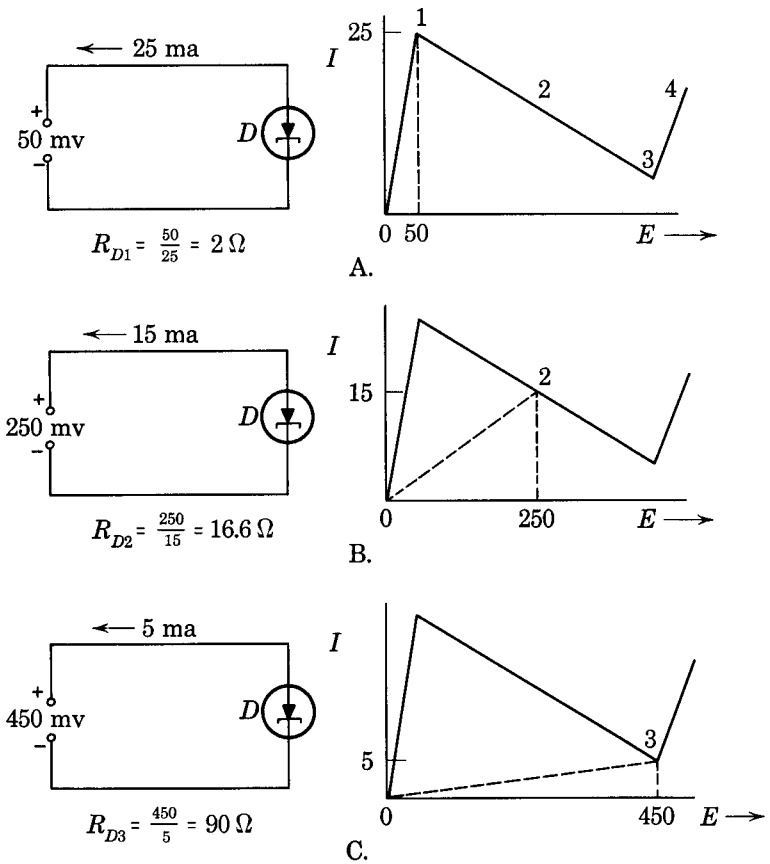 ← 25 ma
+
50 mv
−
D
R_D1 = 50/25 = 2 Ω
I
25
1
2
3
4
0 50 E →
A.
← 15 ma
+
250 mv
−
D
R_D2 = 250/15 = 16.6 Ω
I
15
2
0 250 E →
B.
← 5 ma
+
450 mv
−
D
R_D3 = 450/5 = 90 Ω
I
5
3
0 450 E →
C.